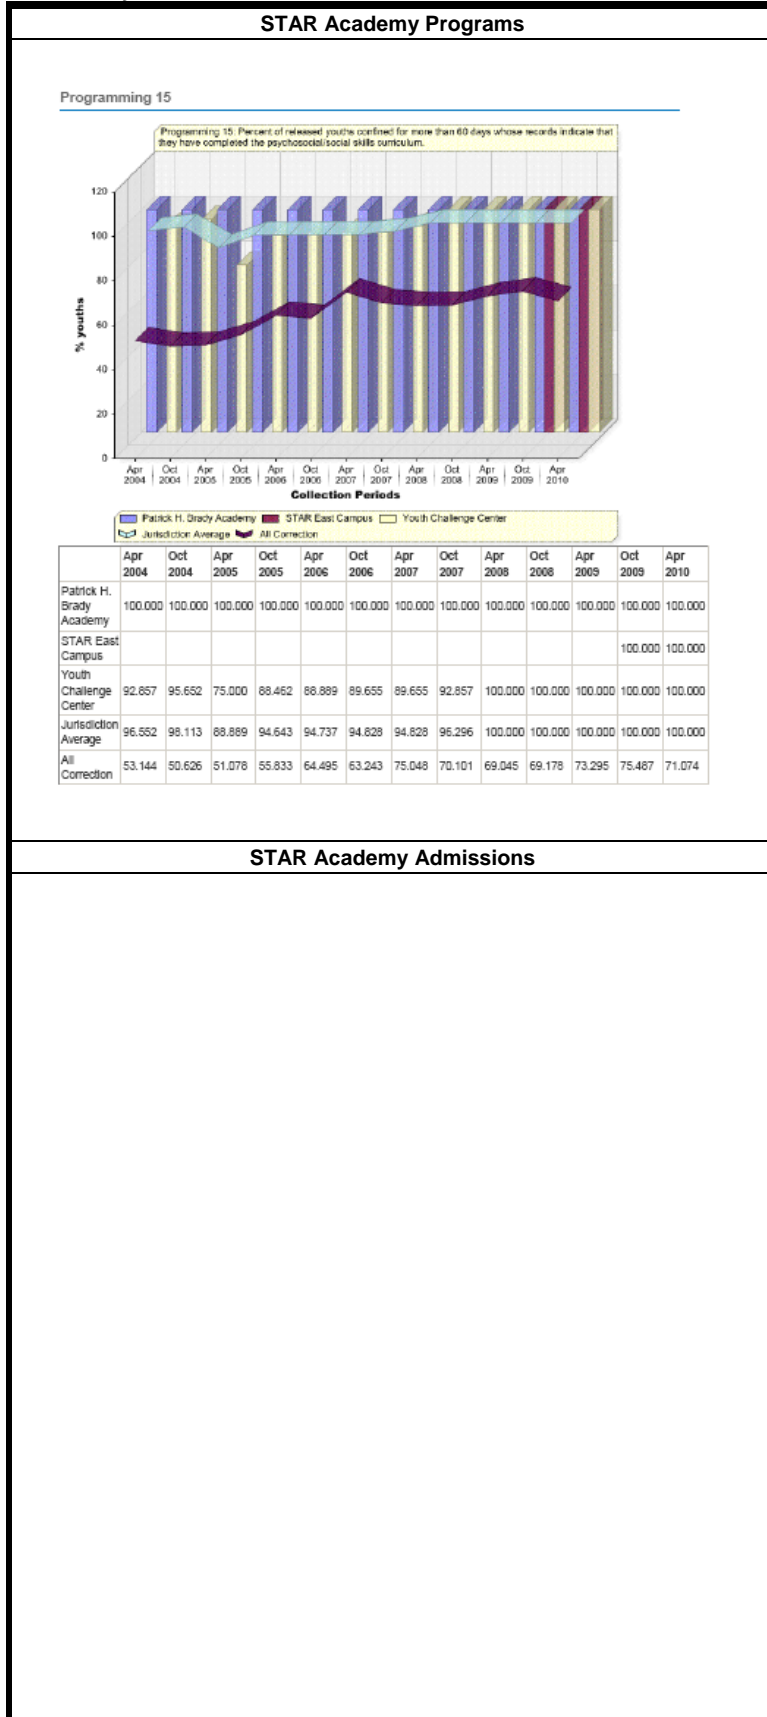 STAR Academy Programs
Programming 15
Programming 15: Percent of released youths confined for more than 60 days whose records indicate that
they have completed the psychosocial/social skills curriculum.
120
100
80
60
40
20
0
% youths
Apr Oct Apr Oct Apr Oct Apr Oct Apr Oct Apr Oct Apr
2004 2004 2005 2005 2006 2006 2007 2007 2008 2008 2009 2009 2010
Collection Periods
Patrick H. Brady Academy STAR East Campus Youth Challenge Center
Jurisdiction Average All Correction
Apr Oct Apr Oct Apr Oct Apr Oct Apr Oct Apr Oct Apr
2004 2004 2005 2005 2006 2006 2007 2007 2008 2008 2009 2009 2010
Patrick H.
Brady 100.000 100.000 100.000 100.000 100.000 100.000 100.000 100.000 100.000 100.000 100.000 100.000 100.000
Academy
STAR East
Campus 100.000 100.000
Youth
Challenge 92.857 95.652 75.000 88.462 88.889 89.655 89.655 92.857 100.000 100.000 100.000 100.000 100.000
Center
Jurisdiction
Average 96.552 98.113 88.889 94.643 94.737 94.828 94.828 96.296 100.000 100.000 100.000 100.000 100.000
All
Correction 53.144 50.626 51.078 55.833 64.495 63.243 75.048 70.101 69.045 69.178 73.295 75.487 71.074
STAR Academy Admissions